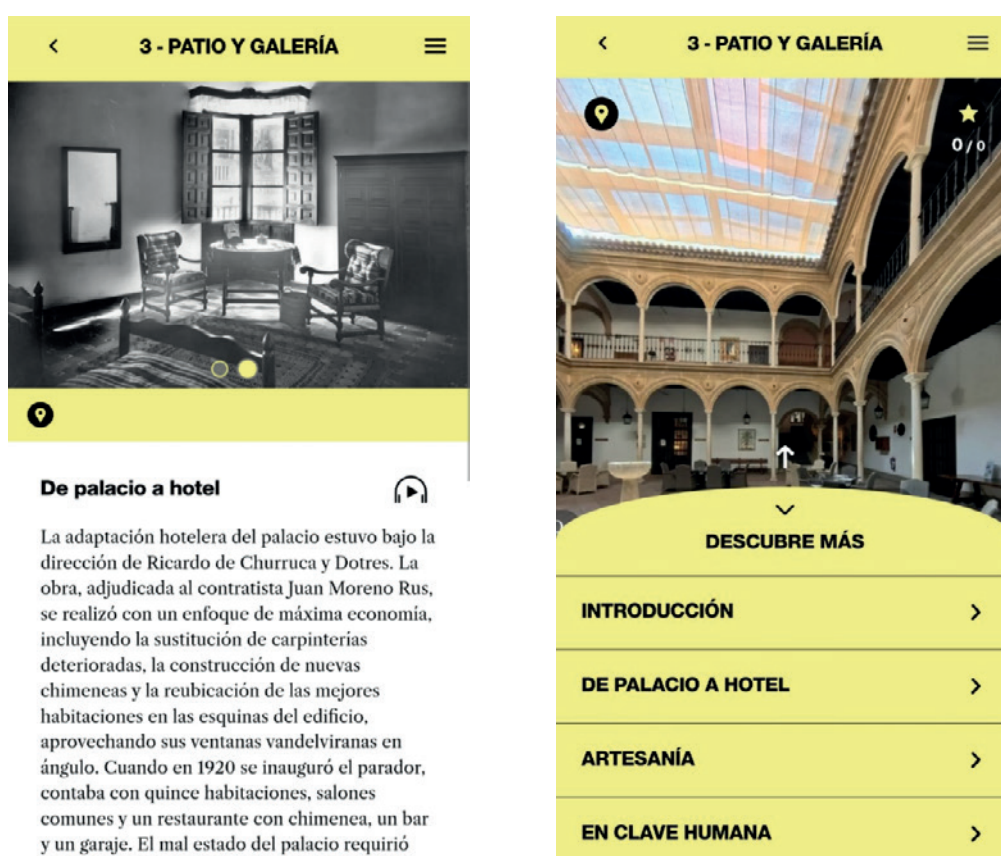 3 - PATIO Y GALERÍA
De palacio a hotel
La adaptación hotelera del palacio estuvo bajo la
dirección de Ricardo de Churruca y Dotres. La
obra, adjudicada al contratista Juan Moreno Rus,
se realizó con un enfoque de máxima economía,
incluyendo la sustitución de carpinterías
deterioradas, la construcción de nuevas
chimeneas y la reubicación de las mejores
habitaciones en las esquinas del edificio,
aprovechando sus ventanas vandelviranas en
ángulo. Cuando en 1920 se inauguró el parador,
contaba con quince habitaciones, salones
comunes y un restaurante con chimenea, un bar
y un garaje. El mal estado del palacio requirió
3 - PATIO Y GALERÍA
0/0
DESCUBRE MÁS
INTRODUCCIÓN
DE PALACIO A HOTEL
ARTESANÍA
EN CLAVE HUMANA